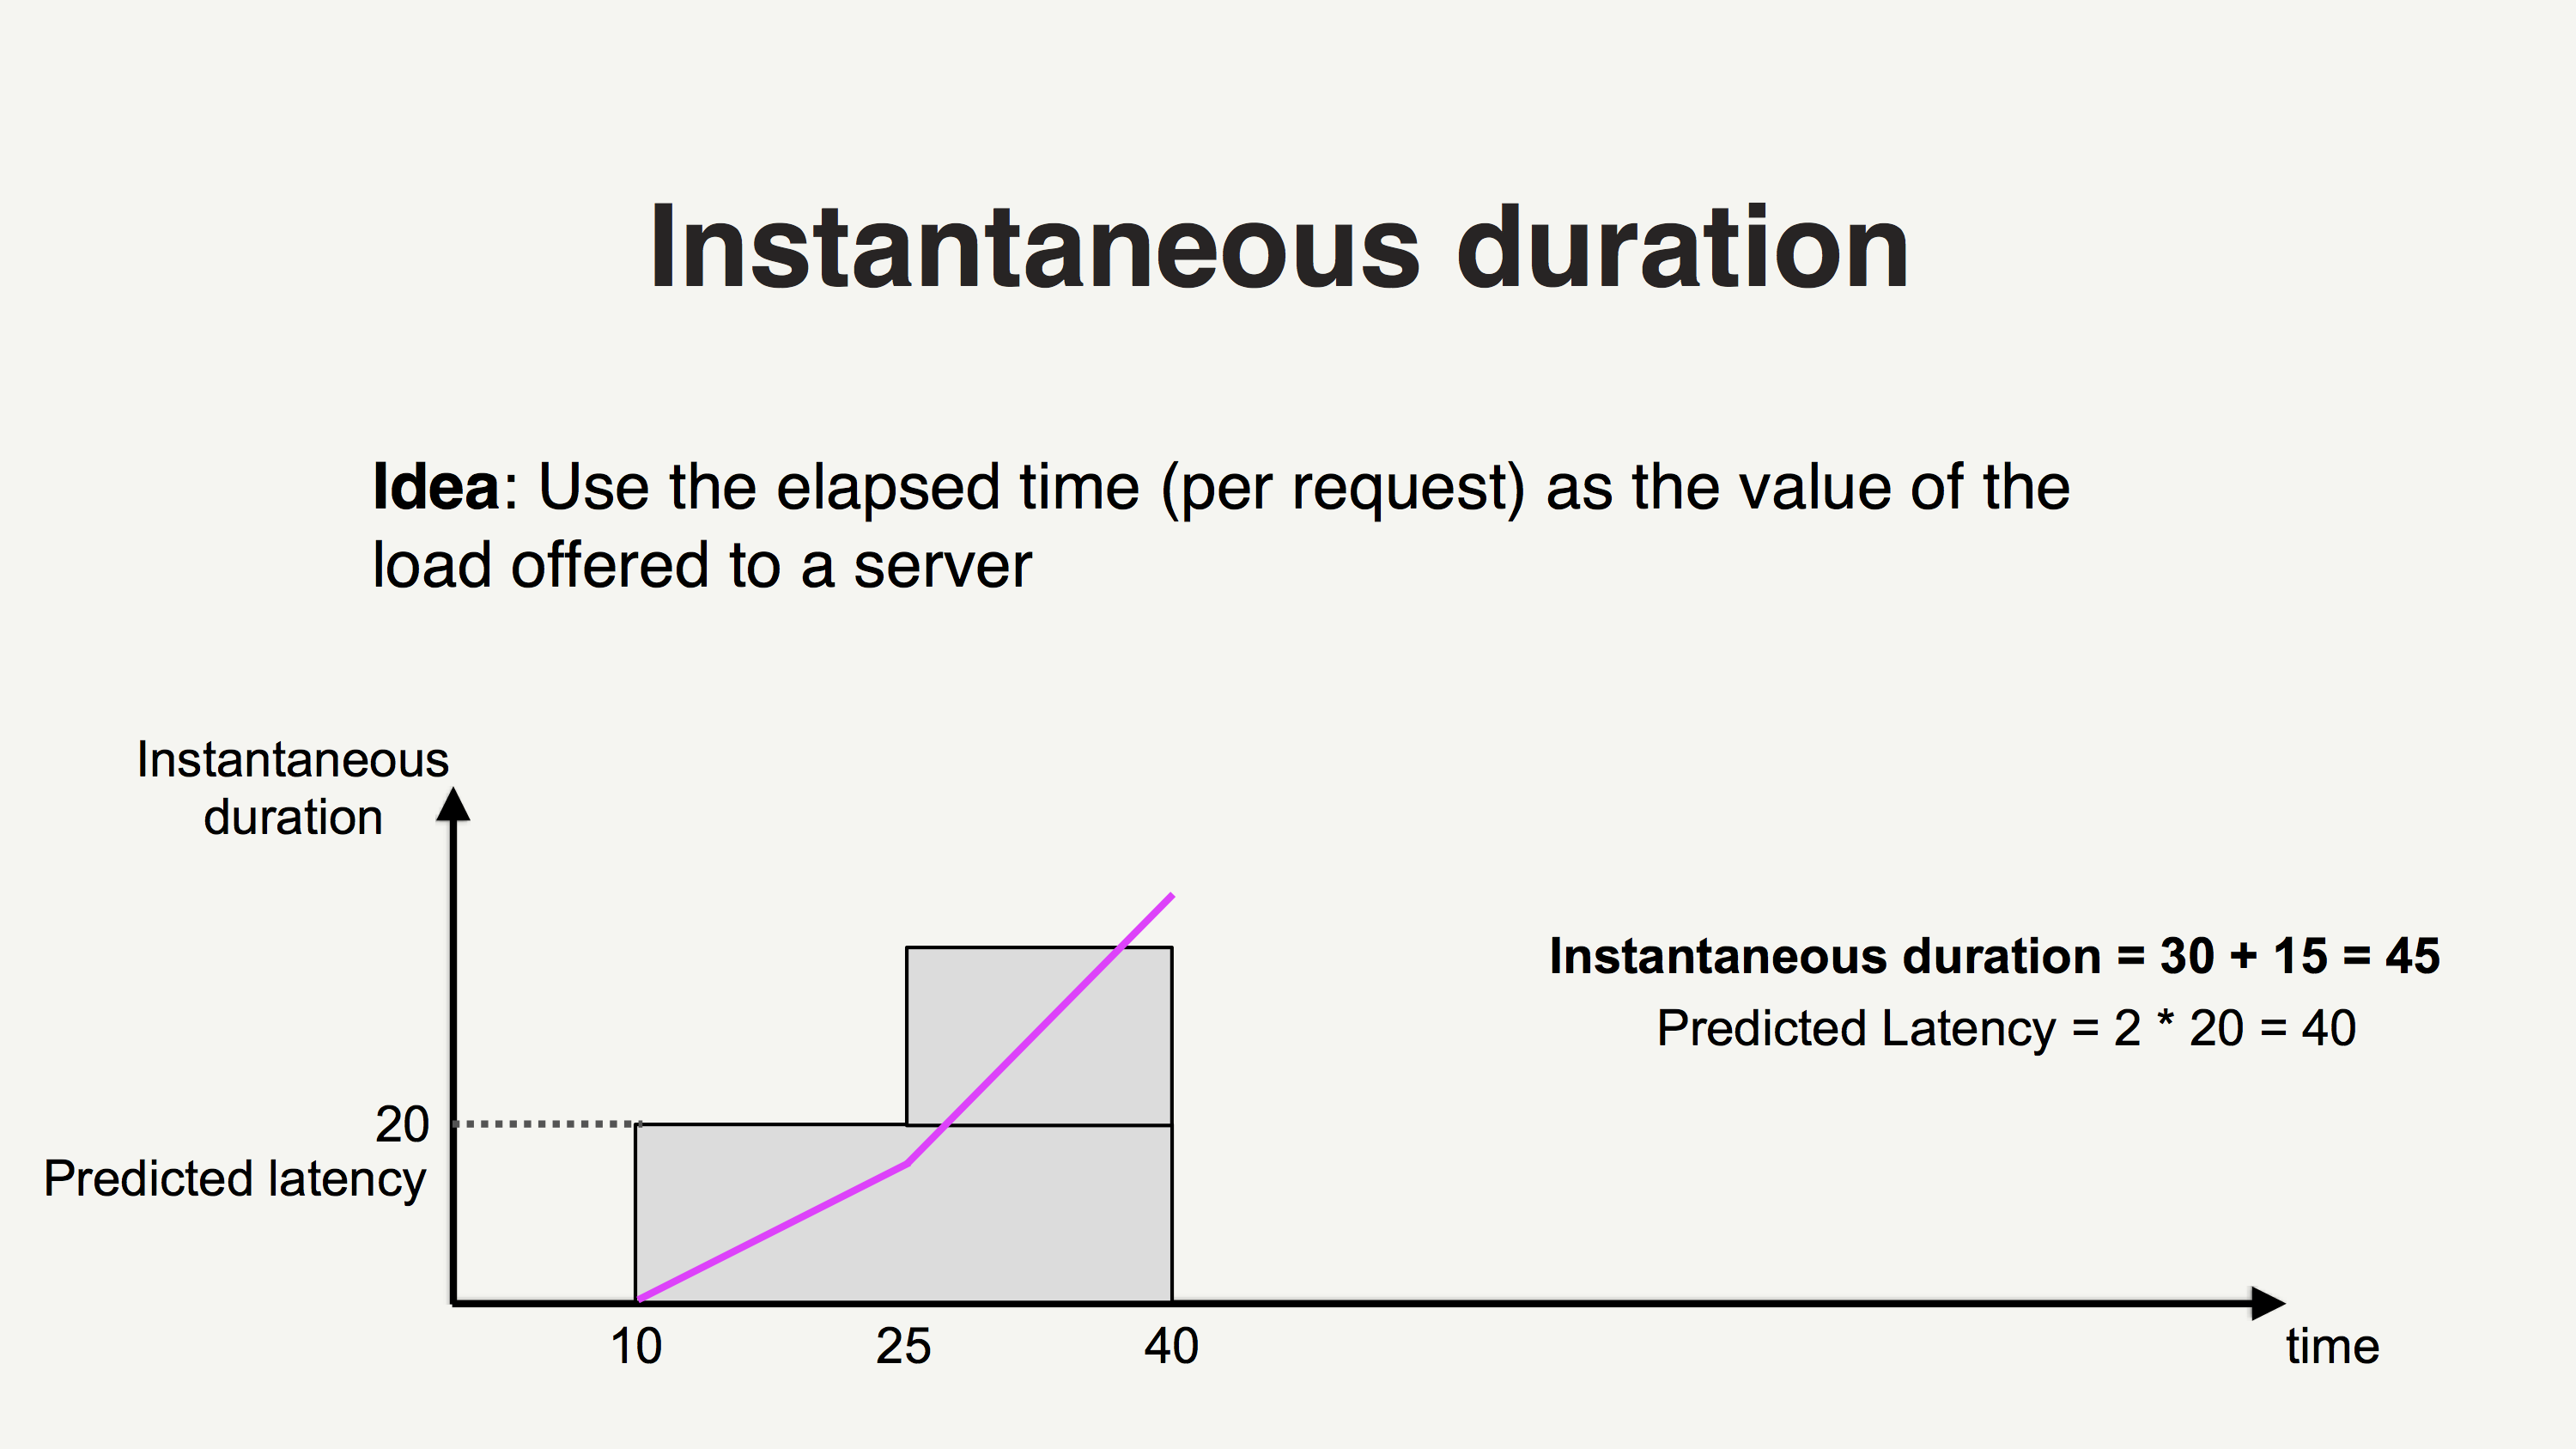 Instantaneous duration
Idea: Use the elapsed time (per request) as the value of the
load offered to a server
Instantaneous
duration
Instantaneous duration = 30 + 15 = 45
Predicted Latency = 2 * 20 = 40
20
Predicted latency
10
25
40
time